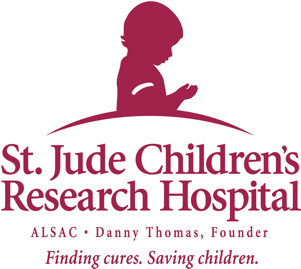 St. Jude Children's
Research Hospital
ALSAC • Danny Thomas, Founder
Finding cures. Saving children.